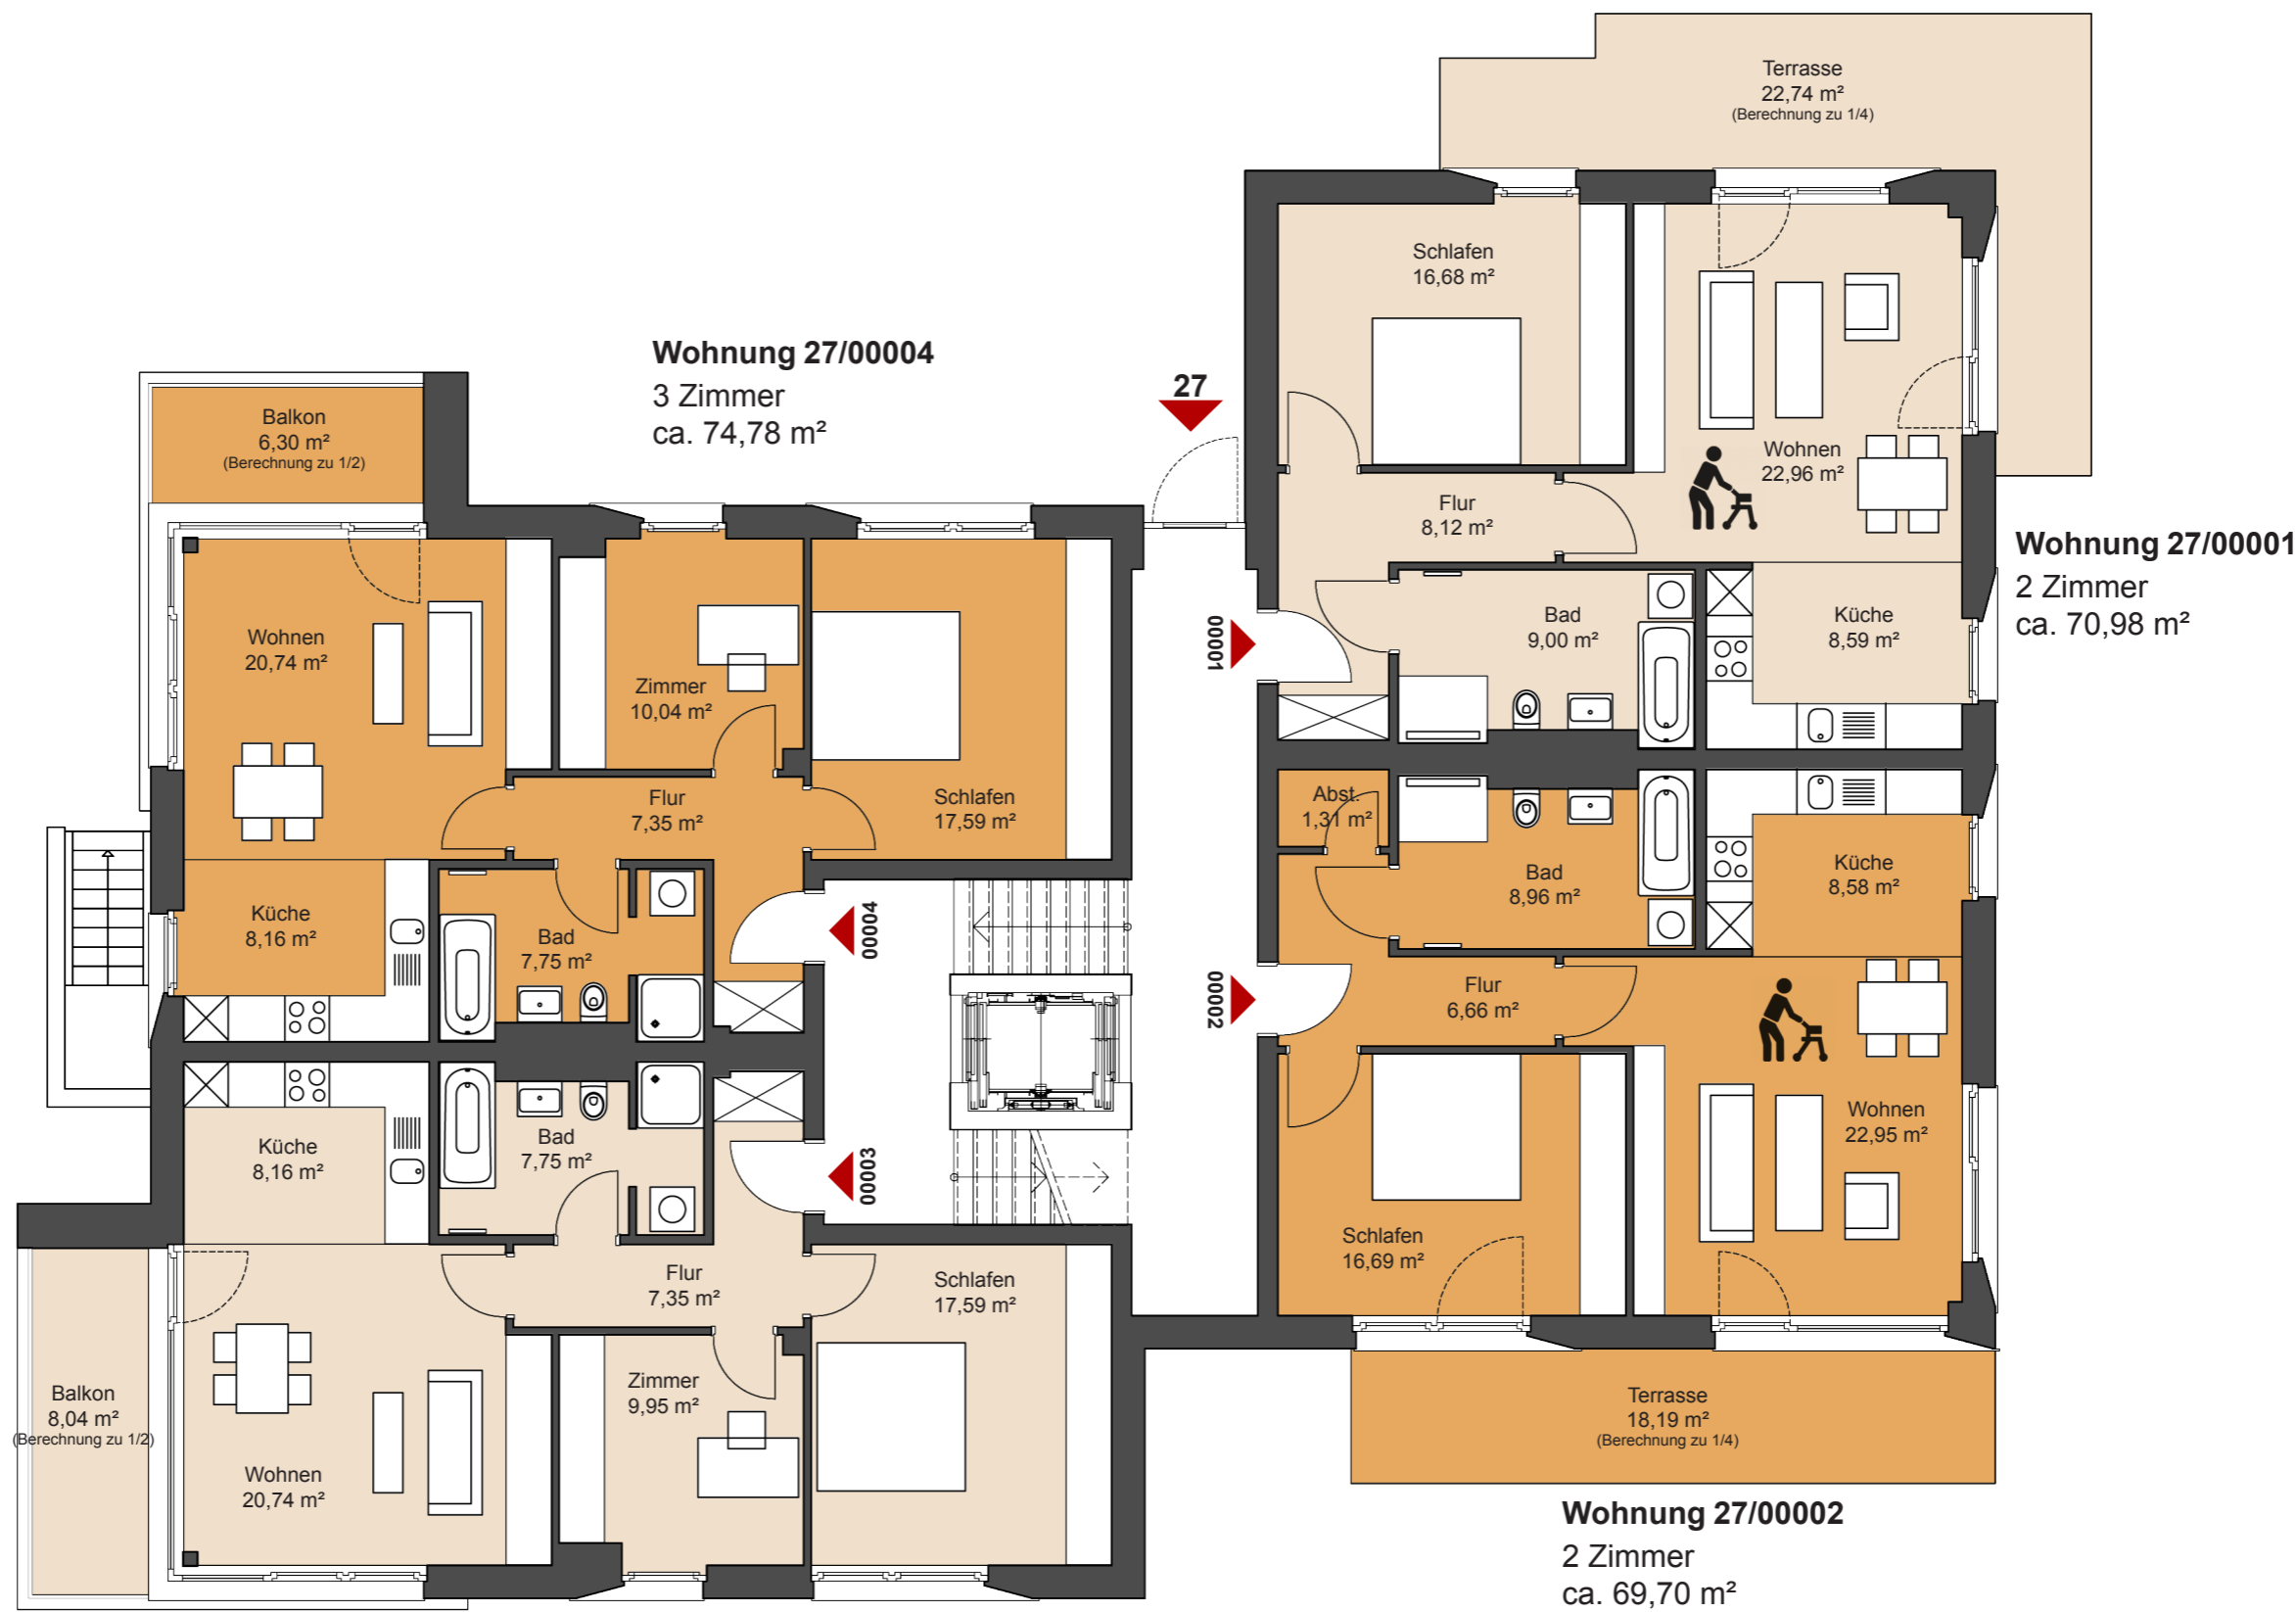 Terrasse
22,74 m²
(Berechnung zu 1/4)
Schlafen
16,68 m²
Wohnung 27/00004
3 Zimmer
ca. 74,78 m²
27
Balkon
6,30 m²
(Berechnung zu 1/2)
Wohnen
22,96 m²
Flur
8,12 m²
Wohnung 27/00001
2 Zimmer
ca. 70,98 m²
Wohnen
20,74 m²
Zimmer
10,04 m²
00001
Bad
9,00 m²
Küche
8,59 m²
Flur
7,35 m²
Schlafen
17,59 m²
Abst.
1,31 m²
Bad
8,96 m²
Küche
8,58 m²
Küche
8,16 m²
Bad
7,75 m²
00004
00002
Flur
6,66 m²
Küche
8,16 m²
Bad
7,75 m²
00003
Wohnen
22,95 m²
Schlafen
16,69 m²
Flur
7,35 m²
Schlafen
17,59 m²
Balkon
8,04 m²
(Berechnung zu 1/2)
Zimmer
9,95 m²
Terrasse
18,19 m²
(Berechnung zu 1/4)
Wohnen
20,74 m²
Wohnung 27/00002
2 Zimmer
ca. 69,70 m²